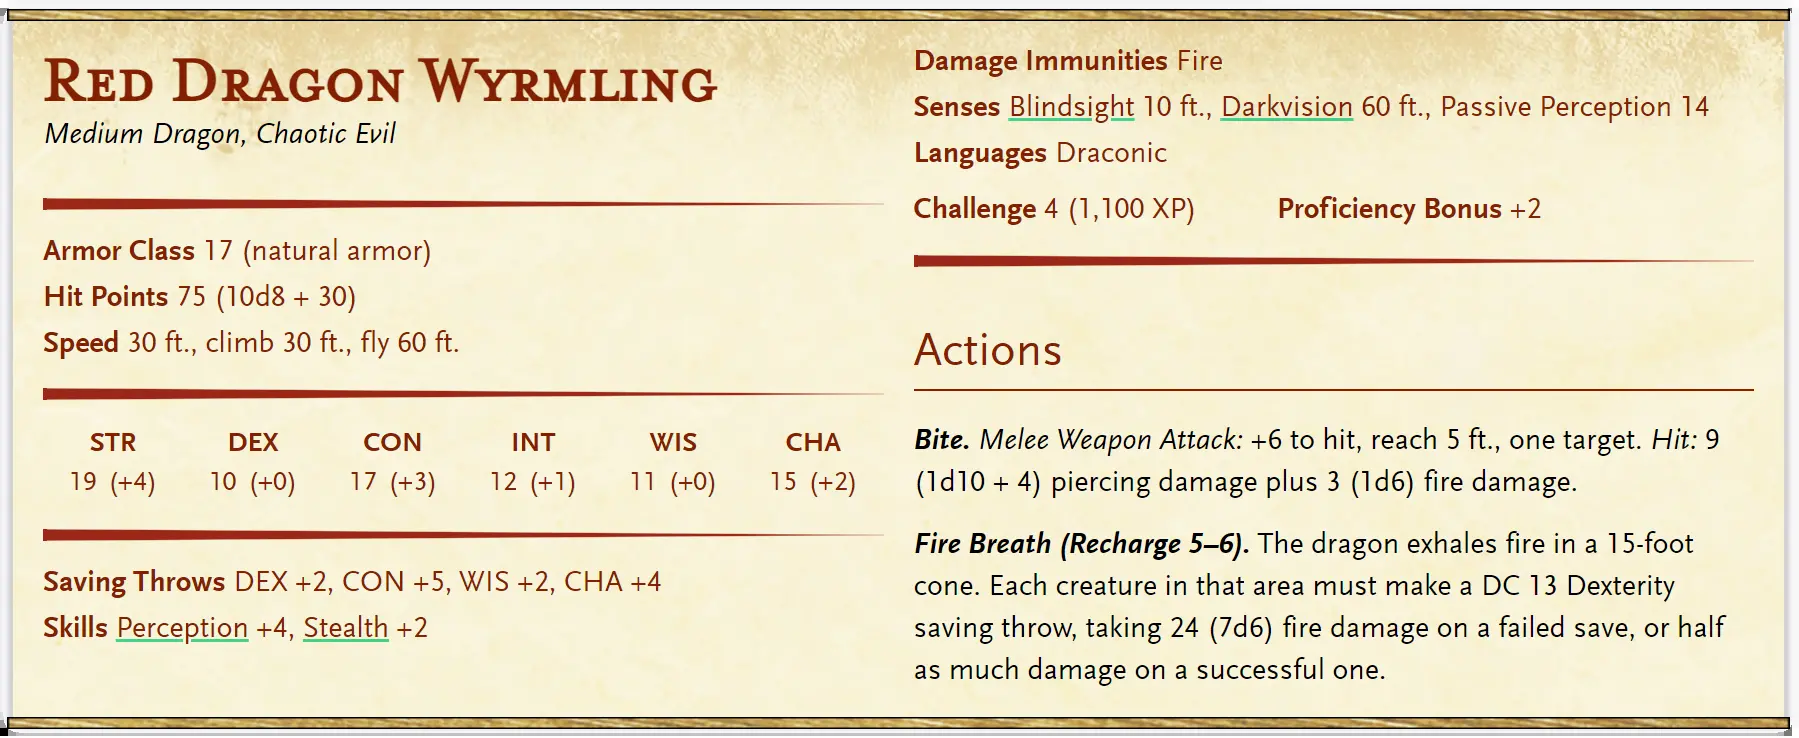 Red Dragon Wyrmling
Medium Dragon, Chaotic Evil
Armor Class 17 (natural armor)
Hit Points 75 (10d8 + 30)
Speed 30 ft., climb 30 ft., fly 60 ft.
STR DEX CON INT WIS CHA
19 (+4) 10 (+0) 17 (+3) 12 (+1) 11 (+0) 15 (+2)
Saving Throws DEX +2, CON +5, WIS +2, CHA +4
Skills Perception +4, Stealth +2
Damage Immunities Fire
Senses Blindsight 10 ft., Darkvision 60 ft., Passive Perception 14
Languages Draconic
Challenge 4 (1,100 XP) Proficiency Bonus +2
Actions
Bite. Melee Weapon Attack: +6 to hit, reach 5 ft., one target. Hit: 9
(1d10 + 4) piercing damage plus 3 (1d6) fire damage.
Fire Breath (Recharge 5–6). The dragon exhales fire in a 15-foot
cone. Each creature in that area must make a DC 13 Dexterity
saving throw, taking 24 (7d6) fire damage on a failed save, or half
as much damage on a successful one.